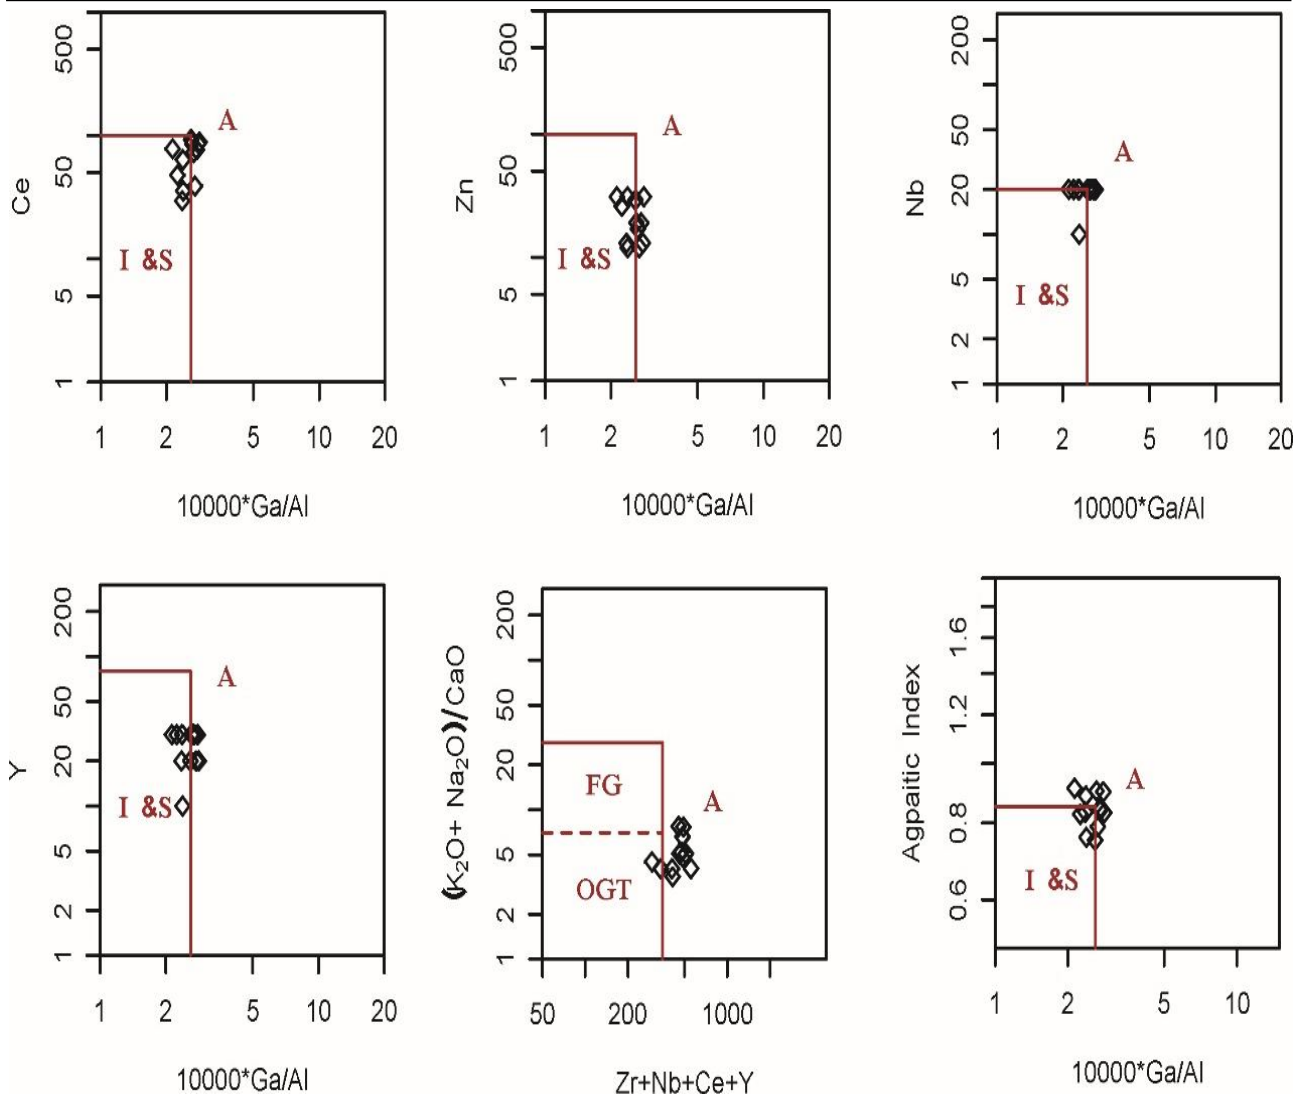 Ce
500
50
5
1
A
I &S
1 2 5 10 20
10000*Ga/Al
Zn
500
50
5
1
A
I &S
1 2 5 10 20
10000*Ga/Al
Nb
200
50
20
5
2
1
A
I &S
1 2 5 10 20
10000*Ga/Al
Y
200
50
20
5
2
1
A
I &S
1 2 5 10 20
10000*Ga/Al
(K₂O+ Na₂O)/CaO
200
50
20
5
2
1
FG
A
OGT
50 200 1000
Zr+Nb+Ce+Y
Agpaitic Index
1.6
1.2
0.8
0.6
A
I &S
1 2 5 10
10000*Ga/Al